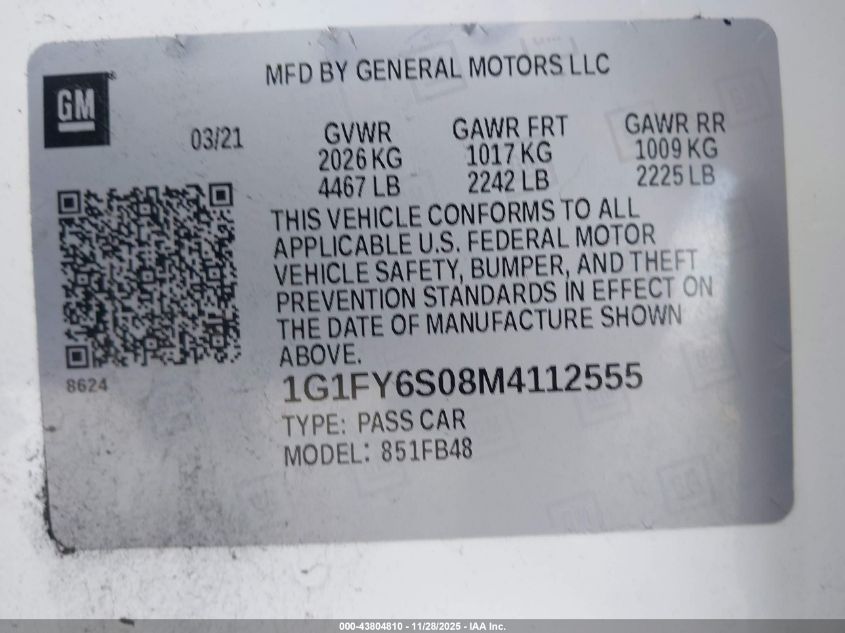 MFD BY GENERAL MOTORS LLC
GM
03/21
GVWR GAWR FRT GAWR RR
2026 KG 1017 KG 1009 KG
4467 LB 2242 LB 2225 LB
THIS VEHICLE CONFORMS TO ALL
APPLICABLE U.S. FEDERAL MOTOR
VEHICLE SAFETY, BUMPER, AND THEFT
PREVENTION STANDARDS IN EFFECT ON
THE DATE OF MANUFACTURE SHOWN
ABOVE.
8624
1G1FY6S08M4112555
TYPE: PASS CAR
MODEL: 851FB48
000-43804810 - 11/28/2025 - IAA Inc.